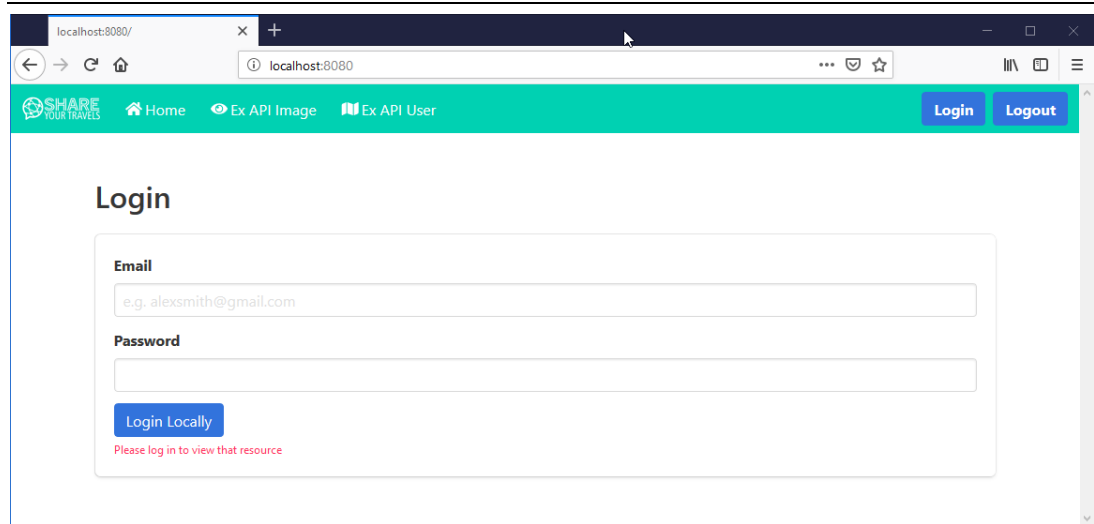 localhost:8080/
localhost:8080
SHARE
YOUR TRAVELS
Home Ex API Image Ex API User Login Logout
Login
Email
e.g. alexsmith@gmail.com
Password
Login Locally
Please log in to view that resource